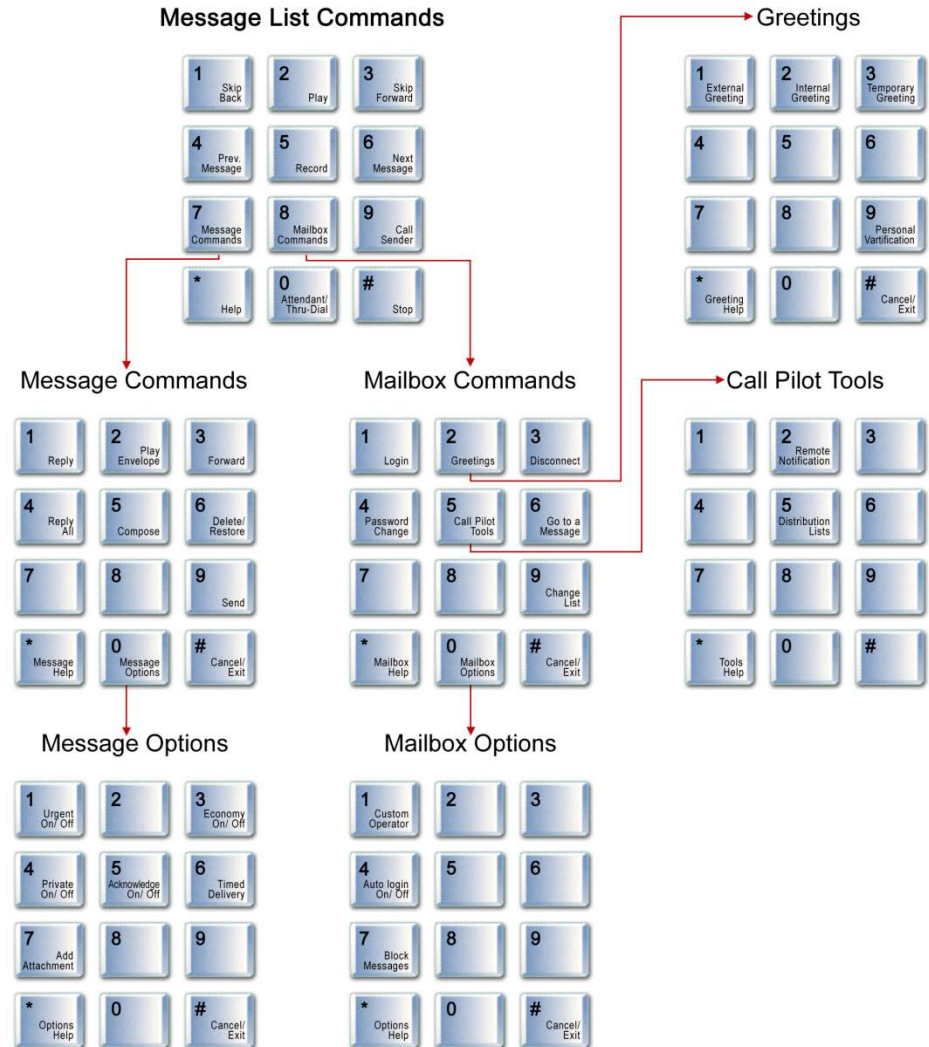 Message List Commands
1
Skip
Back
2
Play
3
Skip
Forward
4
Prev.
Message
5
Record
6
Next
Message
7
Message
Commands
8
Mailbox
Commands
9
Call
Sender
*
Help
0
Attendant/
Thru-Dial
#
Stop
Greetings
1
External
Greeting
2
Internal
Greeting
3
Temporary
Greeting
4
5
6
7
8
9
Personal
Vartification
*
Greeting
Help
0
#
Cancel/
Exit
Message Commands
1
Reply
2
Play
Envelope
3
Forward
4
Reply
All
5
Compose
6
Delete/
Restore
7
8
9
Send
*
Message
Help
0
Message
Options
#
Cancel/
Exit
Mailbox Commands
1
Login
2
Greetings
3
Disconnect
4
Password
Change
5
Call Pilot
Tools
6
Go to a
Message
7
8
9
Change
List
*
Mailbox
Help
0
Mailbox
Options
#
Cancel/
Exit
Call Pilot Tools
1
2
Remote
Notification
3
4
5
Distribution
Lists
6
7
8
9
*
Tools
Help
0
#
Message Options
1
Urgent
On/ Off
2
3
Economy
On/ Off
4
Private
On/ Off
5
Acknowledge
On/ Off
6
Timed
Delivery
7
Add
Attachment
8
9
*
Options
Help
0
#
Cancel/
Exit
Mailbox Options
1
Custom
Operator
2
3
4
Auto login
On/ Off
5
6
7
Block
Messages
8
9
*
Options
Help
0
#
Cancel/
Exit